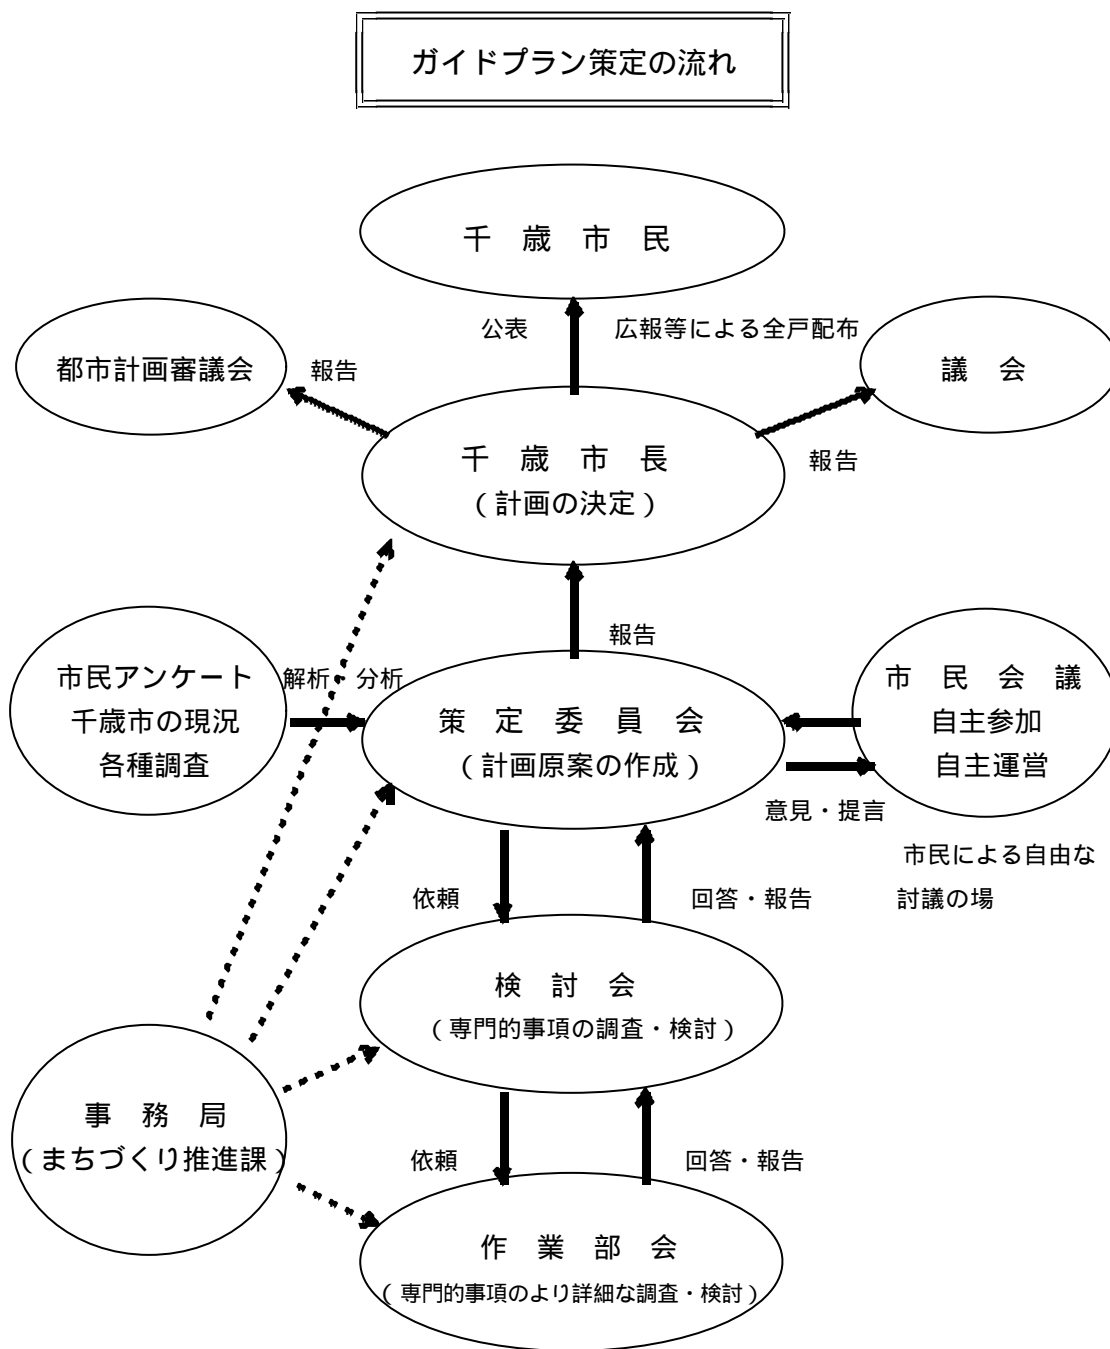 ガイドプラン策定の流れ
千　歳　市　民
公表
広報等による全戸配布
都市計画審議会
報告
議　会
千　歳　市　長
（計画の決定）
報告
報告
市民アンケート
千歳市の現況
各種調査
解析・分析
策　定　委　員　会
（計画原案の作成）
市　民　会　議
自主参加
自主運営
意見・提言
市民による自由な
討議の場
依頼
回答・報告
検　討　会
（専門的事項の調査・検討）
事　務　局
（まちづくり推進課）
依頼
回答・報告
作　業　部　会
（専門的事項のより詳細な調査・検討）